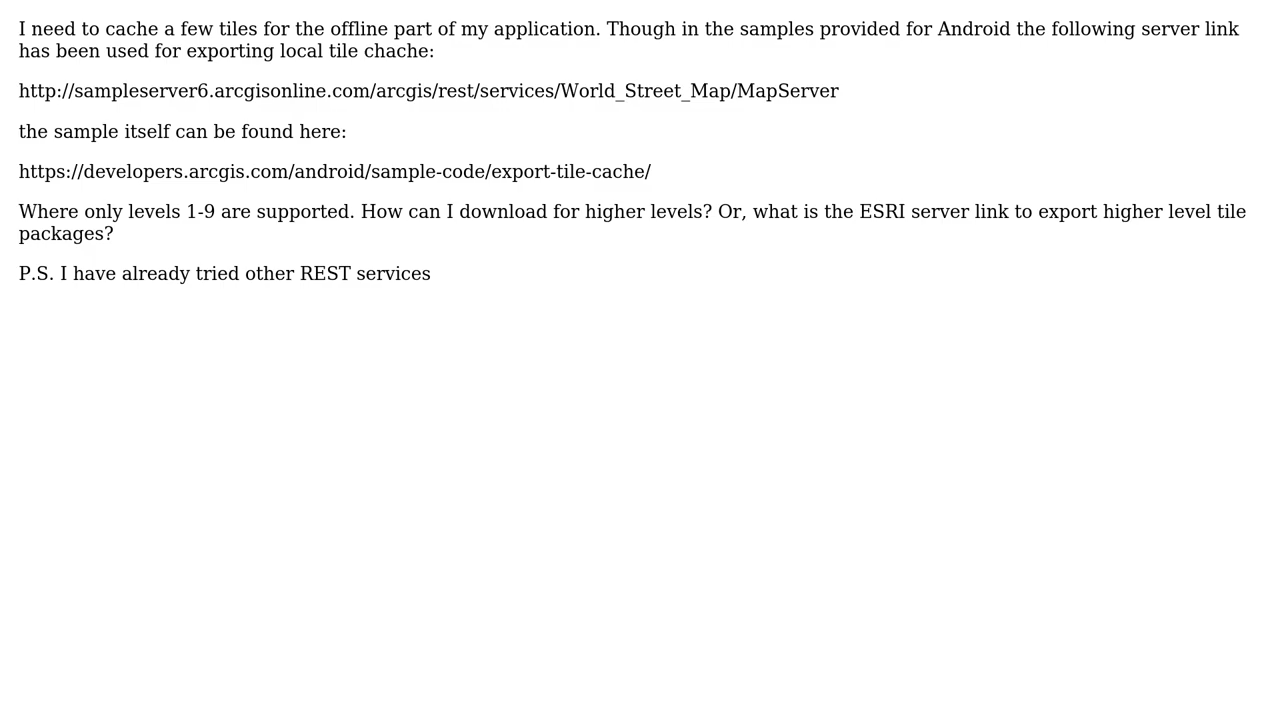 I need to cache a few tiles for the offline part of my application. Though in the samples provided for Android the following server link
has been used for exporting local tile chache:
http://sampleserver6.arcgisonline.com/arcgis/rest/services/World_Street_Map/MapServer
the sample itself can be found here:
https://developers.arcgis.com/android/sample-code/export-tile-cache/
Where only levels 1-9 are supported. How can I download for higher levels? Or, what is the ESRI server link to export higher level tile
packages?
P.S. I have already tried other REST services